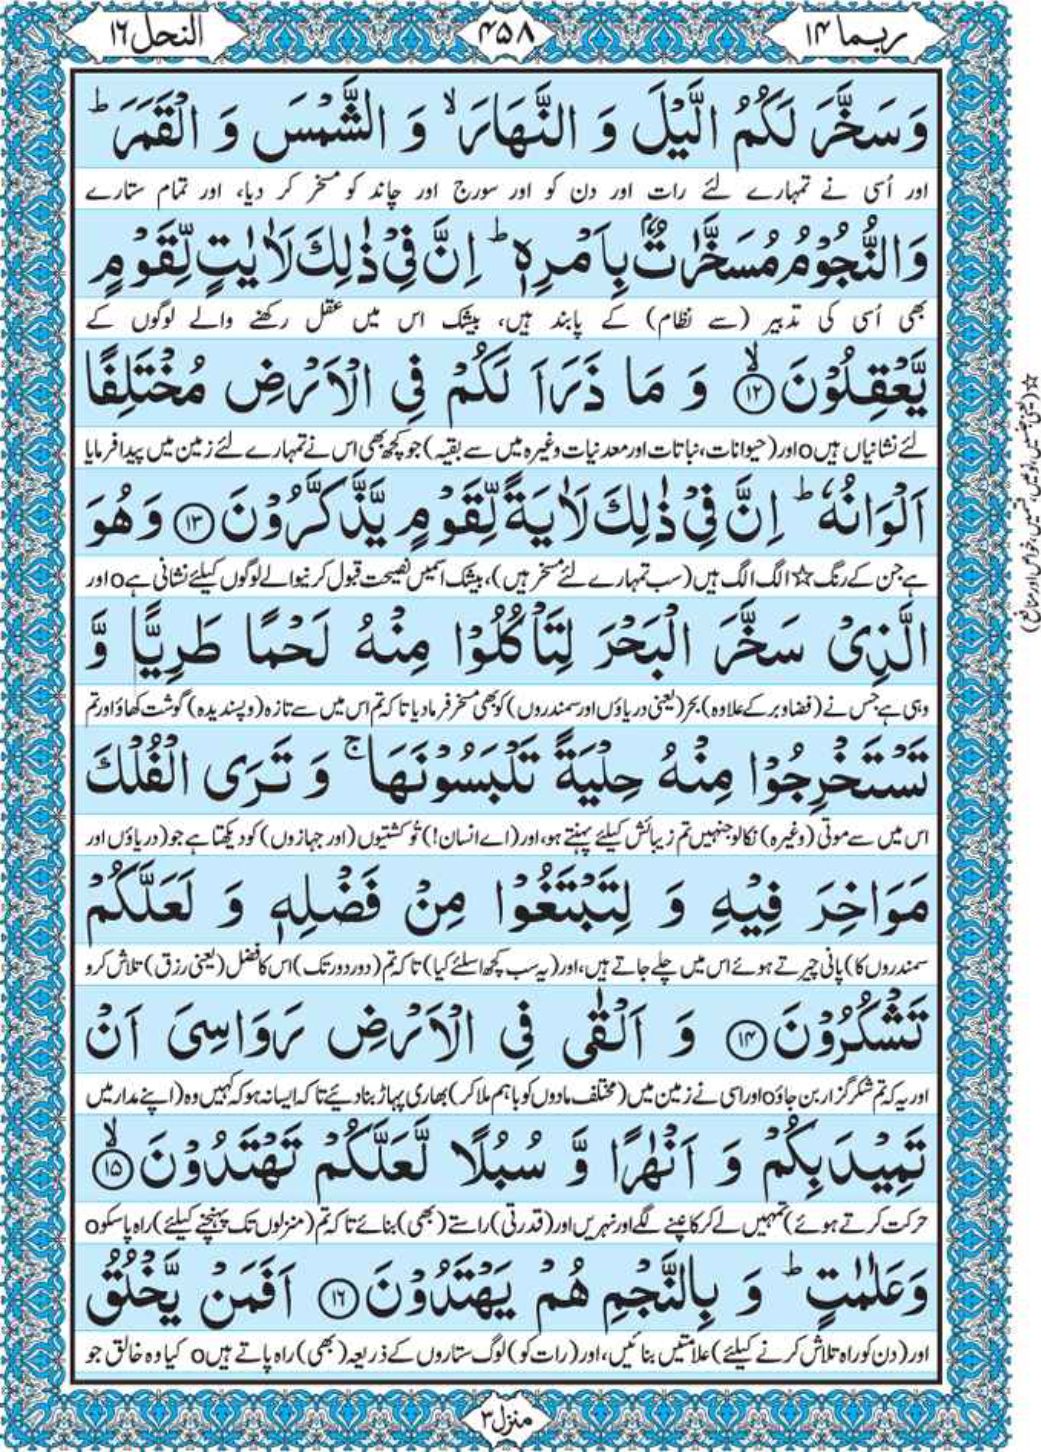 ربما ۱۴
۴۵۸
النحل ۱۶
وَسَخَّرَ لَكُمُ الَّیْلَ وَ النَّهَارَ ۙ وَ الشَّمْسَ وَ الْقَمَرَ ؕ
اور اُسی نے تمہارے لئے رات اور دن کو اور سورج اور چاند کو مسخر کر دیا، اور تمام ستارے
وَالنُّجُوْمُ مُسَخَّرٰتٌۢ بِاَمْرِهٖ ؕ اِنَّ فِیْ ذٰلِكَ لَاٰیٰتٍ لِّقَوْمٍ
بھی اُسی کی تدبیر (سے نظام) کے پابند ہیں، بیشک اس میں عقل رکھنے والے لوگوں کے
یَّعْقِلُوْنَ ۙ﴿۱۲﴾ وَ مَا ذَرَاَ لَكُمْ فِی الْاَرْضِ مُخْتَلِفًا
لئے نشانیاں ہیںo اور (حیوانات، نباتات اور معدنیات وغیرہ میں سے بقیہ) جو کچھ بھی اس نے تمہارے لئے زمین میں پیدا فرمایا
اَلْوَانُهٗ ؕ اِنَّ فِیْ ذٰلِكَ لَاٰیَةً لِّقَوْمٍ یَّذَّكَّرُوْنَ ﴿۱۳﴾ وَهُوَ
ہے جن کے رنگ☆ الگ الگ ہیں (سب تمہارے لئے مسخر ہیں)، بیشک اسمیں نصیحت قبول کرنیوالے لوگوں کیلئے نشانی ہےo اور
الَّذِیْ سَخَّرَ الْبَحْرَ لِتَاْكُلُوْا مِنْهُ لَحْمًا طَرِیًّا وَّ
وہی ہے جس نے (فضا و بر کے علاوہ) بحر (یعنی دریاؤں اور سمندروں) کو بھی مسخر فرما دیا تاکہ تم اس میں سے تازہ (و پسندیدہ) گوشت کھاؤ اور تم
تَسْتَخْرِجُوْا مِنْهُ حِلْیَةً تَلْبَسُوْنَهَا ۚ وَ تَرَی الْفُلْكَ
اس میں سے موتی (وغیرہ) نکالو جنہیں تم زیبائش کیلئے پہنتے ہو، اور (اے انسان!) تُو کشتیوں (اور جہازوں) کو دیکھتا ہے جو (دریاؤں اور
مَوَاخِرَ فِیْهِ وَ لِتَبْتَغُوْا مِنْ فَضْلِهٖ وَ لَعَلَّكُمْ
سمندروں کا) پانی چیرتے ہوئے اس میں چلے جاتے ہیں، اور (یہ سب کچھ اسلئے کیا) تاکہ تم (دور دور تک) اس کا فضل (یعنی رزق) تلاش کرو
تَشْكُرُوْنَ ﴿۱۴﴾ وَ اَلْقٰی فِی الْاَرْضِ رَوَاسِیَ اَنْ
اور یہ کہ تم شکر گزار بن جاؤo اور اسی نے زمین میں (مختلف مادوں کو باہم ملا کر) بھاری پہاڑ بنا دیئے تاکہ ایسا نہ ہو کہ کہیں وہ (اپنے مدار میں
تَمِیْدَ بِكُمْ وَ اَنْهٰرًا وَّ سُبُلًا لَّعَلَّكُمْ تَهْتَدُوْنَ ۙ﴿۱۵﴾
حرکت کرتے ہوئے) تمہیں لے کر کانپنے لگے اور نہریں اور (قدرتی) راستے (بھی) بنائے تاکہ تم (منزلوں تک پہنچنے کیلئے) راہ پا سکوo
وَعَلٰمٰتٍ ؕ وَ بِالنَّجْمِ هُمْ یَهْتَدُوْنَ ﴿۱۶﴾ اَفَمَنْ یَّخْلُقُ
اور (دن کو راہ تلاش کرنے کیلئے) علامتیں بنائیں، اور (رات کو) لوگ ستاروں کے ذریعہ (بھی) راہ پاتے ہیںo کیا وہ خالق جو
☆ (یعنی جنسیں، نوعیں، قسمیں، خواص اور منافع)
منزل ۳